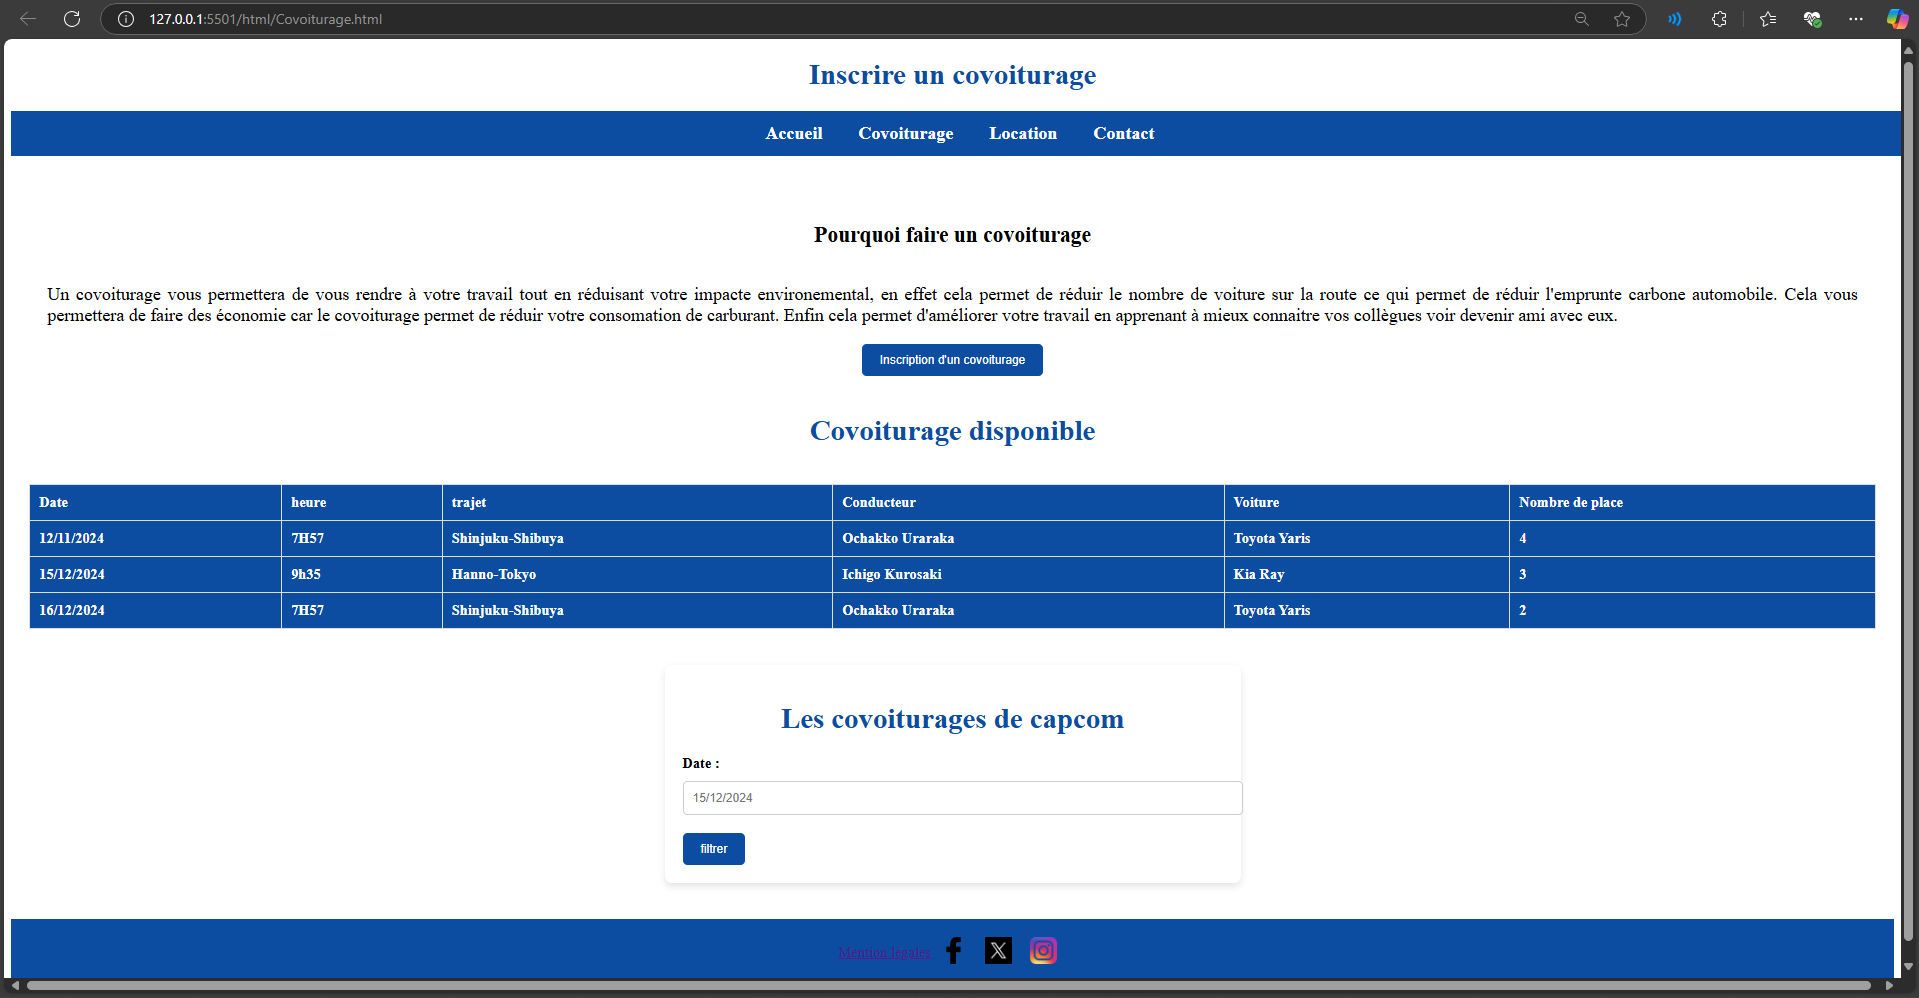 127.0.0.1:5501/html/Covoiturage.html
Inscrire un covoiturage
Accueil Covoiturage Location Contact
Pourquoi faire un covoiturage
Un covoiturage vous permettera de vous rendre à votre travail tout en réduisant votre impacte environemental, en effet cela permet de réduir le nombre de voiture sur la route ce qui permet de réduir l'emprunte carbone automobile. Cela vous
permettera de faire des économie car le covoiturage permet de réduir votre consomation de carburant. Enfin cela permet d'améliorer votre travail en apprenant à mieux connaitre vos collègues voir devenir ami avec eux.
Inscription d'un covoiturage
Covoiturage disponible
Date heure trajet Conducteur Voiture Nombre de place
12/11/2024 7H57 Shinjuku-Shibuya Ochakko Uraraka Toyota Yaris 4
15/12/2024 9h35 Hanno-Tokyo Ichigo Kurosaki Kia Ray 3
16/12/2024 7H57 Shinjuku-Shibuya Ochakko Uraraka Toyota Yaris 2
Les covoiturages de capcom
Date :
15/12/2024
filtrer
Mention légales